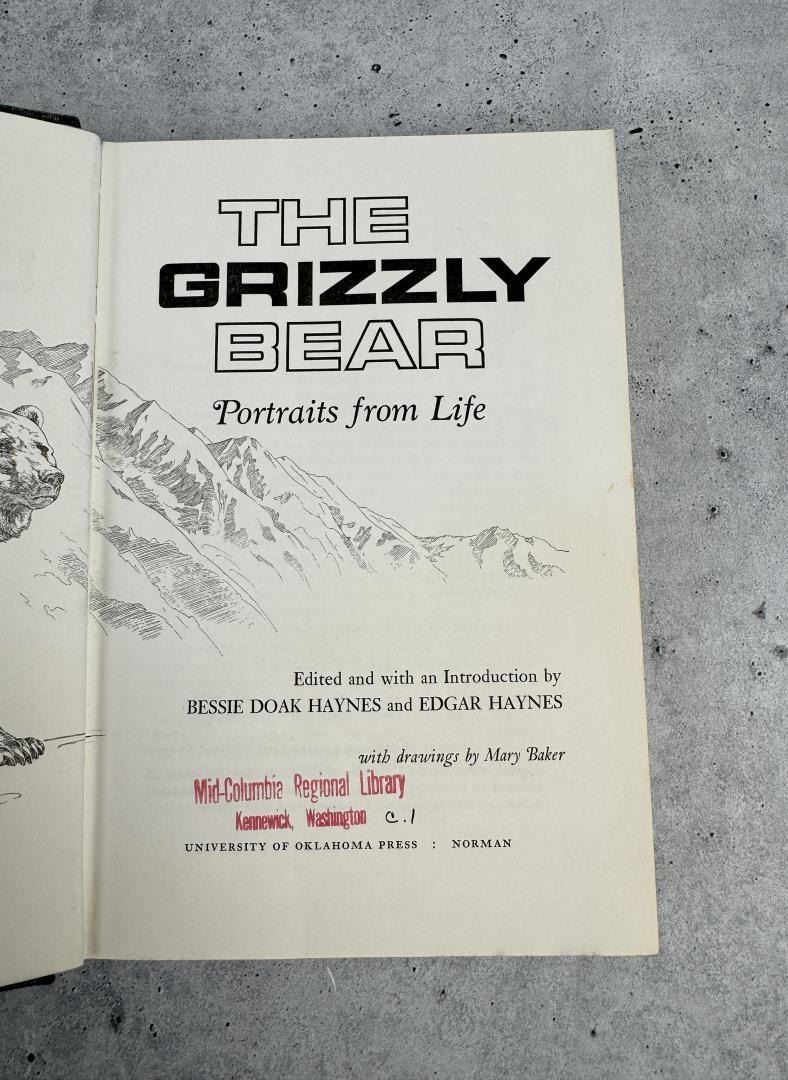 THE
GRIZZLY
BEAR
Portraits from Life
Edited and with an Introduction by
BESSIE DOAK HAYNES and EDGAR HAYNES
with drawings by Mary Baker
Mid-Columbia Regional Library
Kennewick, Washington c.1
UNIVERSITY OF OKLAHOMA PRESS : NORMAN